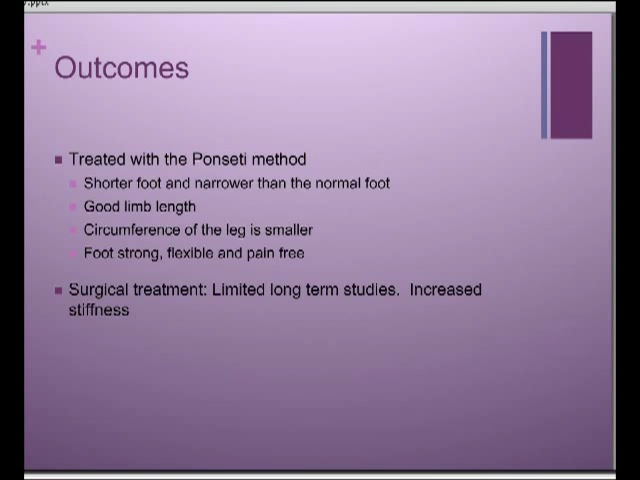 +
Outcomes
Treated with the Ponseti method
Shorter foot and narrower than the normal foot
Good limb length
Circumference of the leg is smaller
Foot strong, flexible and pain free
Surgical treatment: Limited long term studies. Increased
stiffness